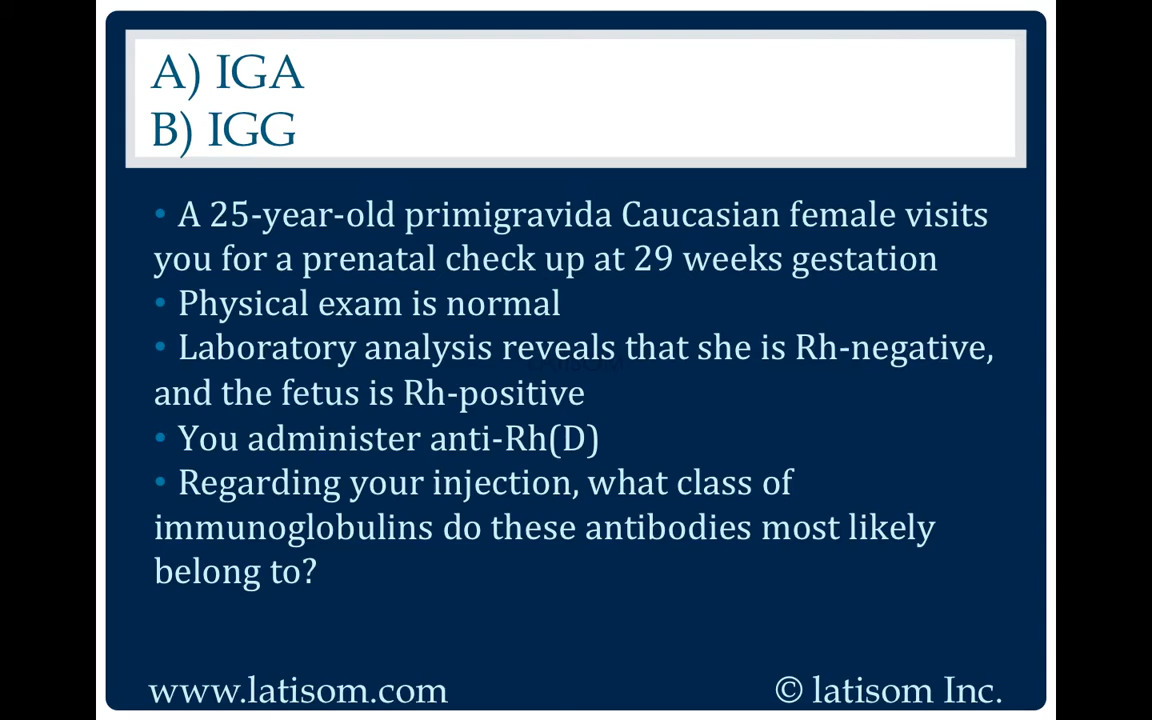 A) IGA
B) IGG
• A 25-year-old primigravida Caucasian female visits
you for a prenatal check up at 29 weeks gestation
• Physical exam is normal
• Laboratory analysis reveals that she is Rh-negative,
and the fetus is Rh-positive
• You administer anti-Rh(D)
• Regarding your injection, what class of
immunoglobulins do these antibodies most likely
belong to?
www.latisom.com © latisom Inc.